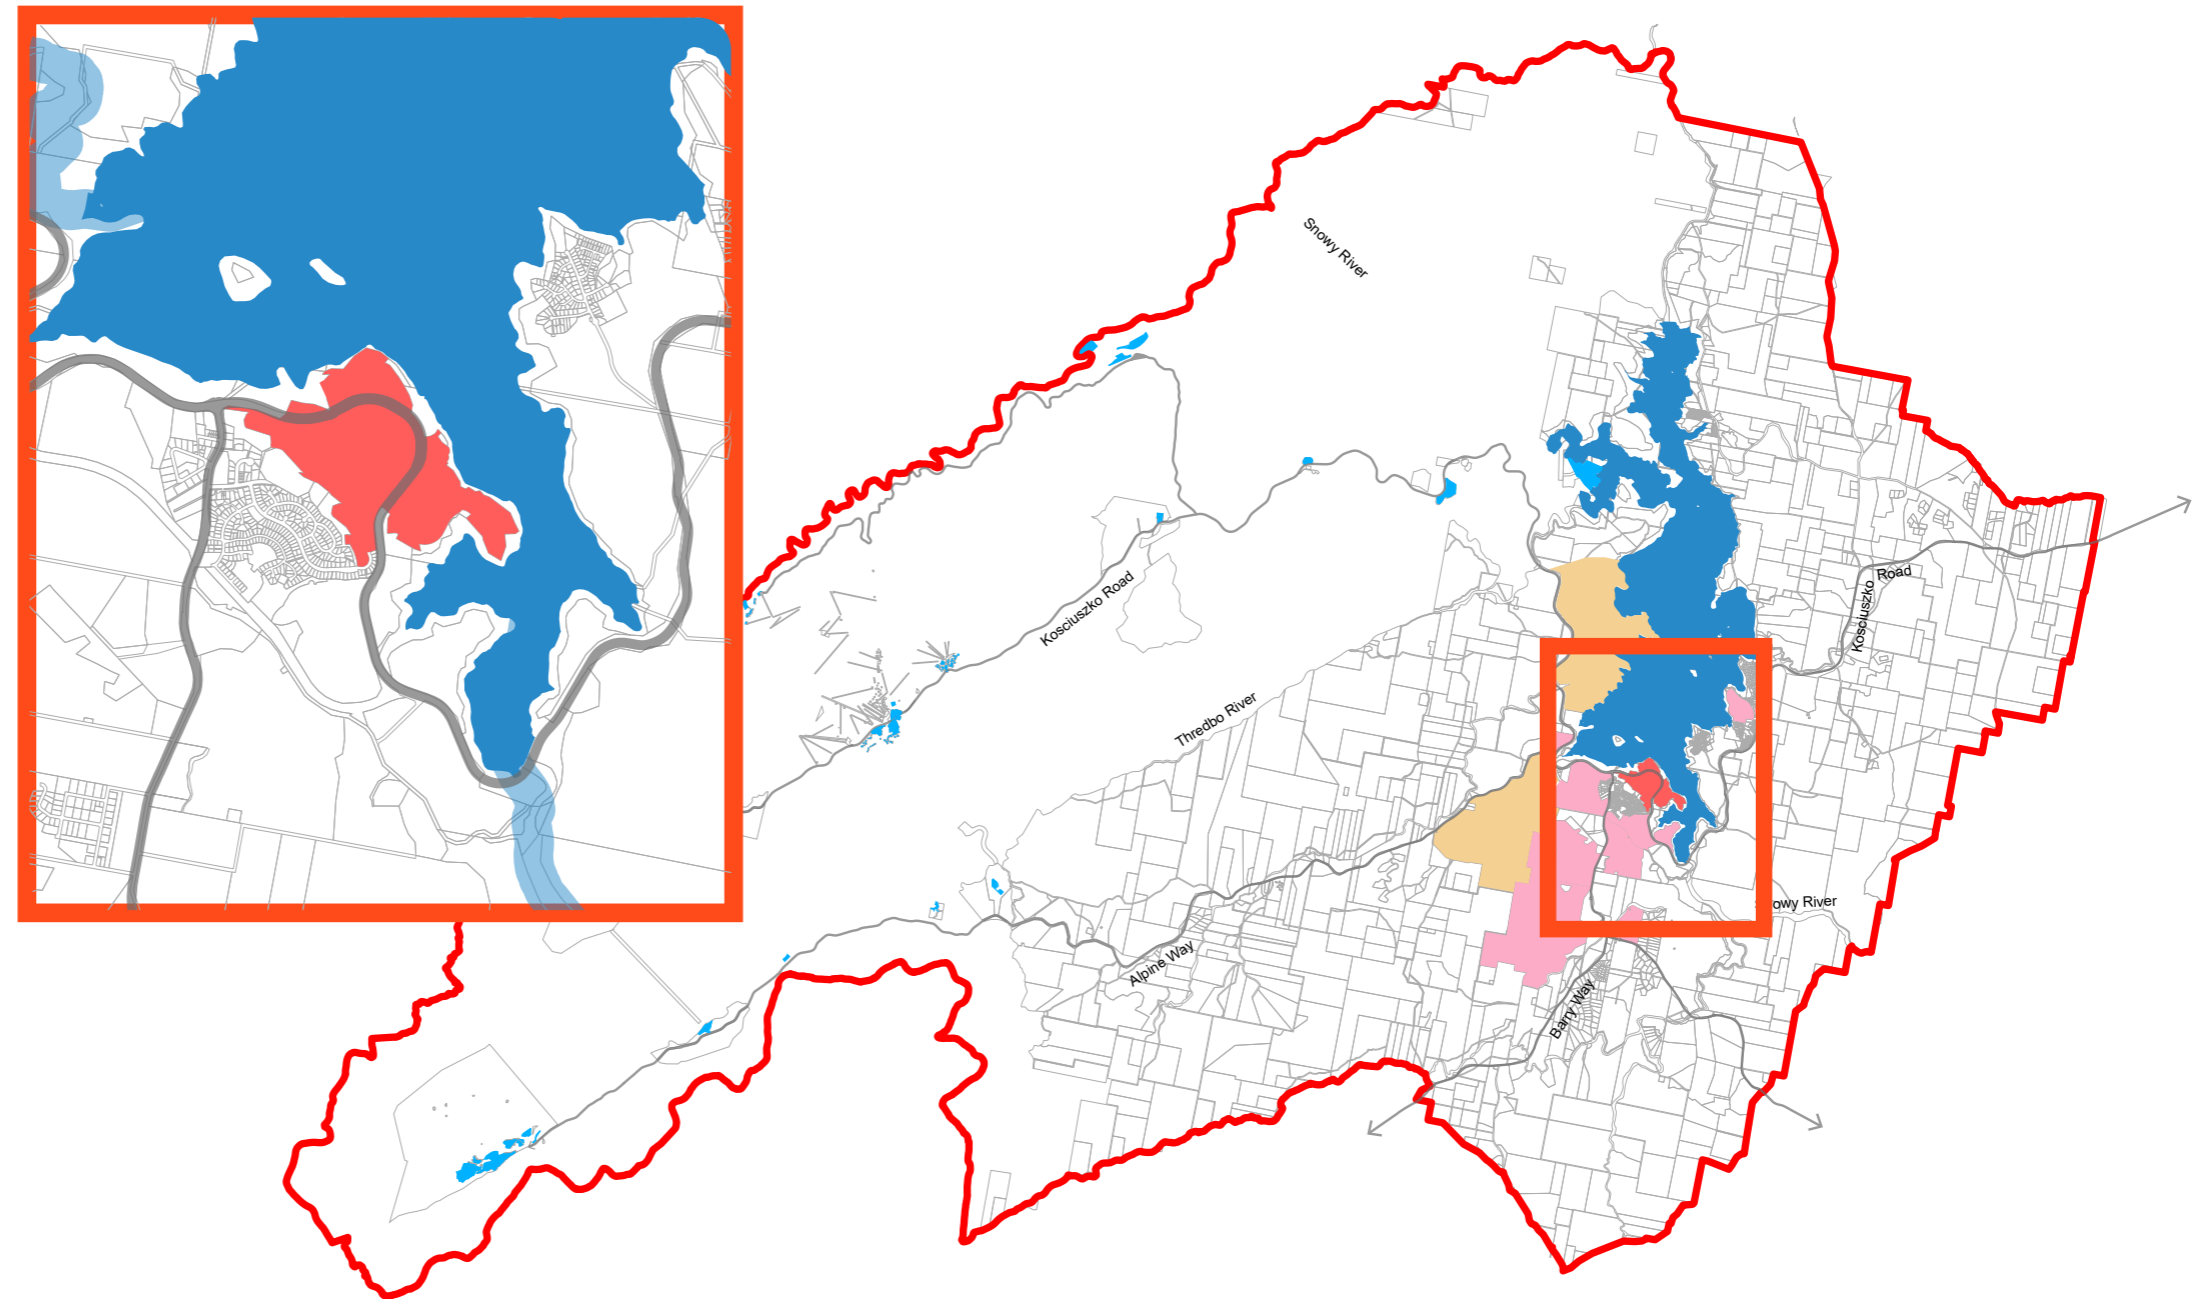 Snowy River
Kosciuszko Road
Kosciuszko
Road
Thredbo River
owy River
Alpine Way
Barry Way